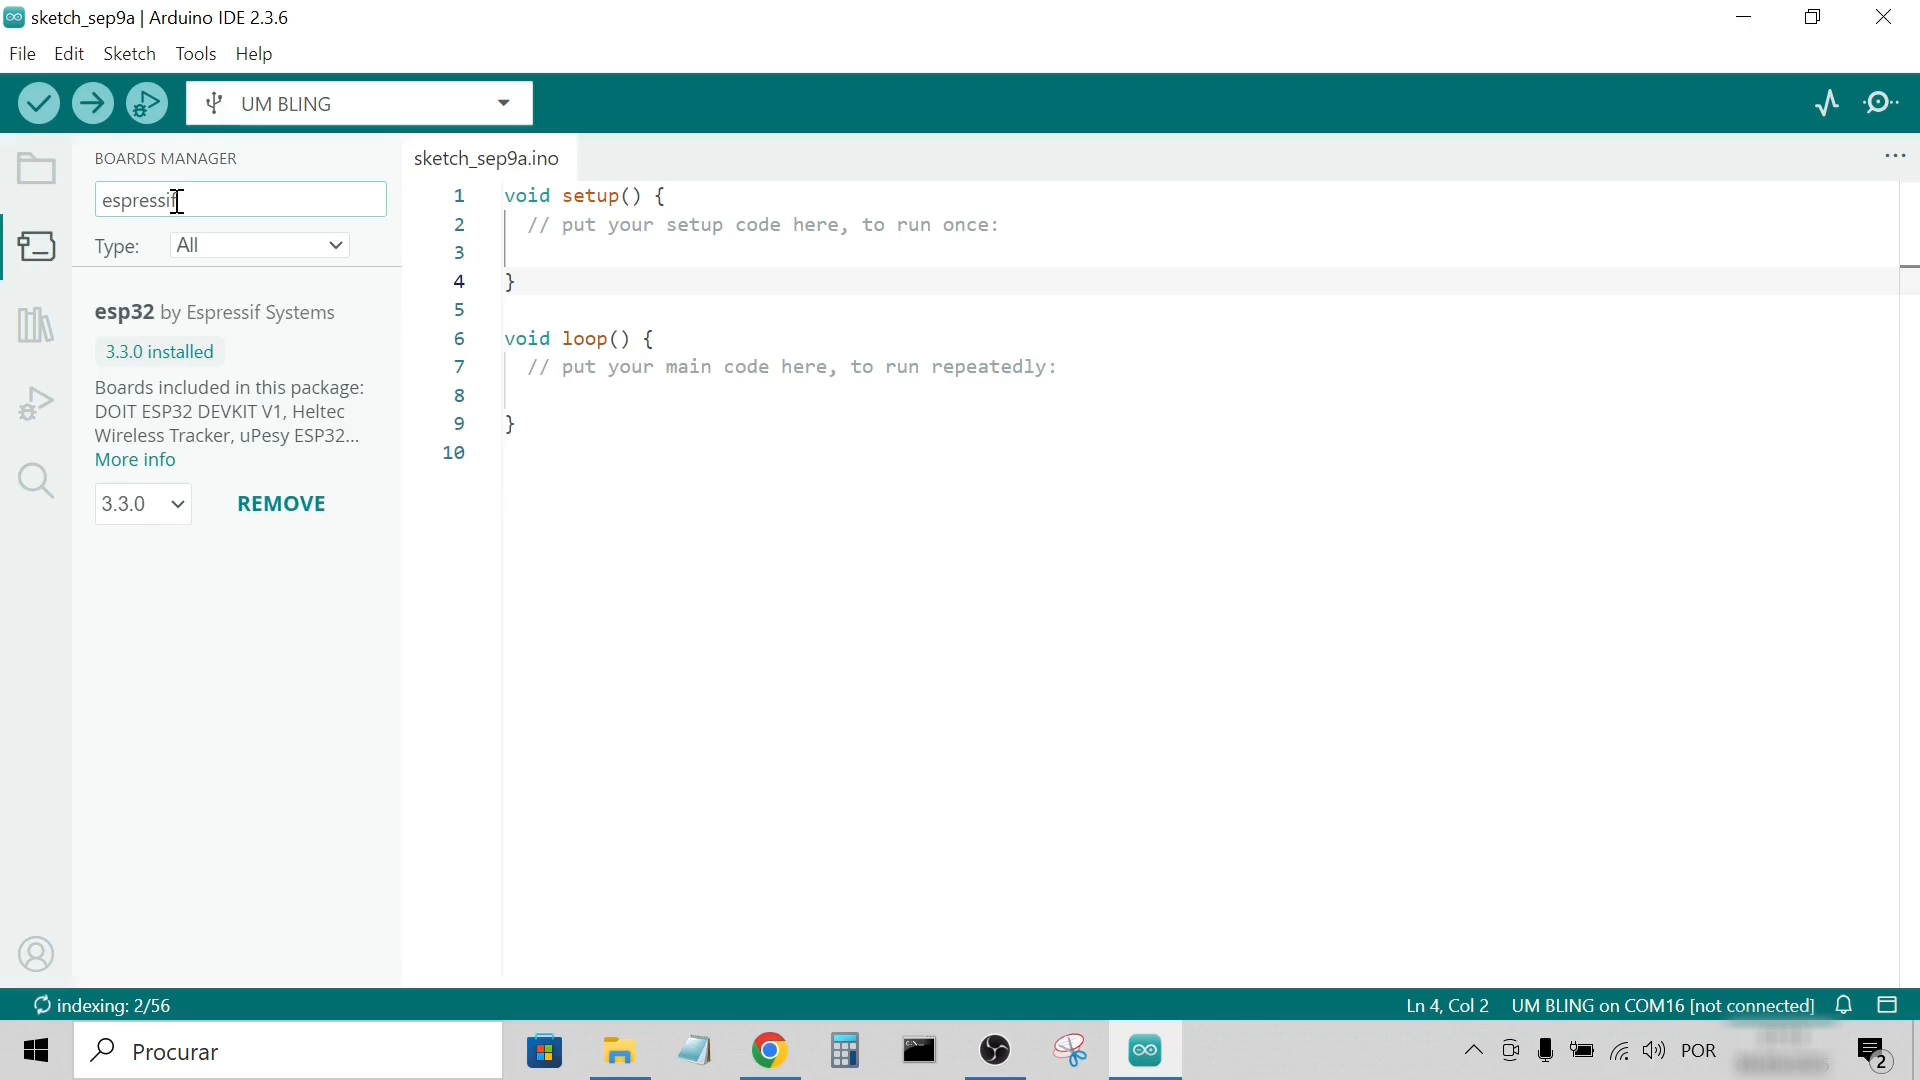 sketch_sep9a | Arduino IDE 2.3.6
File Edit Sketch Tools Help
UM BLING
BOARDS MANAGER
espressif
Type: All
esp32 by Espressif Systems
3.3.0 installed
Boards included in this package:
DOIT ESP32 DEVKIT V1, Heltec
Wireless Tracker, uPesy ESP32...
More info
3.3.0 REMOVE
sketch_sep9a.ino
1 void setup() {
2 // put your setup code here, to run once:
3
4 }
5
6 void loop() {
7 // put your main code here, to run repeatedly:
8
9 }
10
indexing: 2/56
Ln 4, Col 2 UM BLING on COM16 [not connected]
Procurar
POR
2